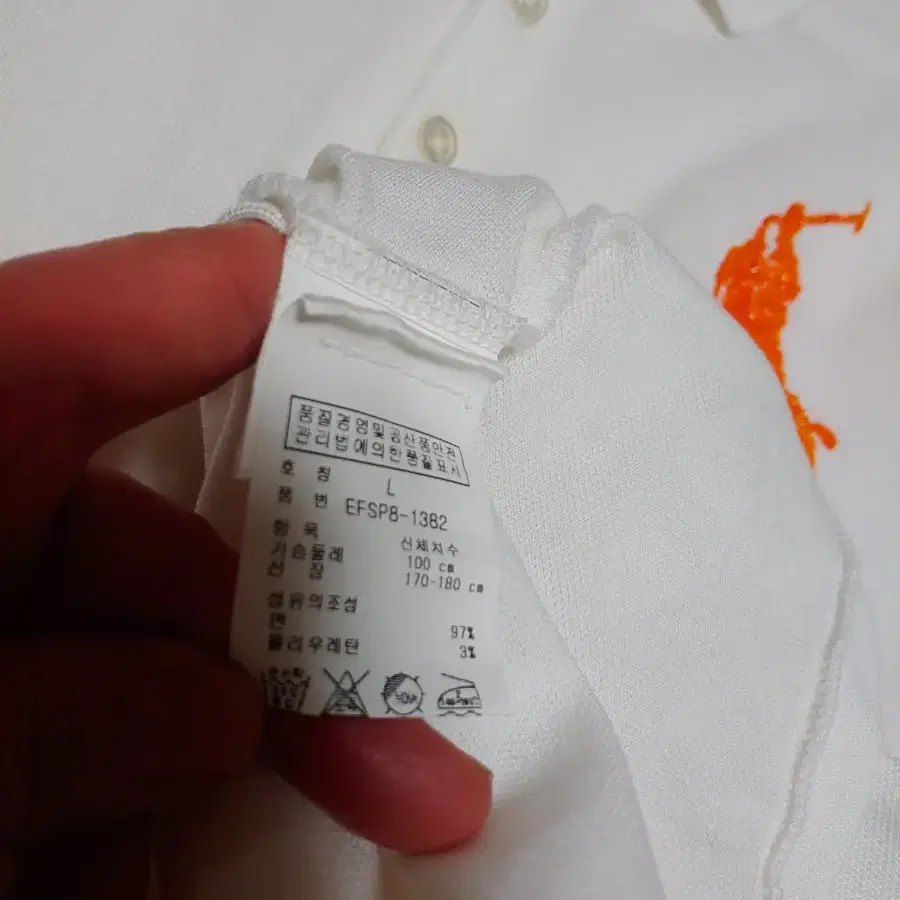 품질경영및공산품안전
관리법에의한품질표시
호 칭 L
품 번 EFSP8-1382
항 목 신체치수
가슴둘레 100 cm
신 장 170-180 cm
섬유의조성
면 97%
폴리우레탄 3%